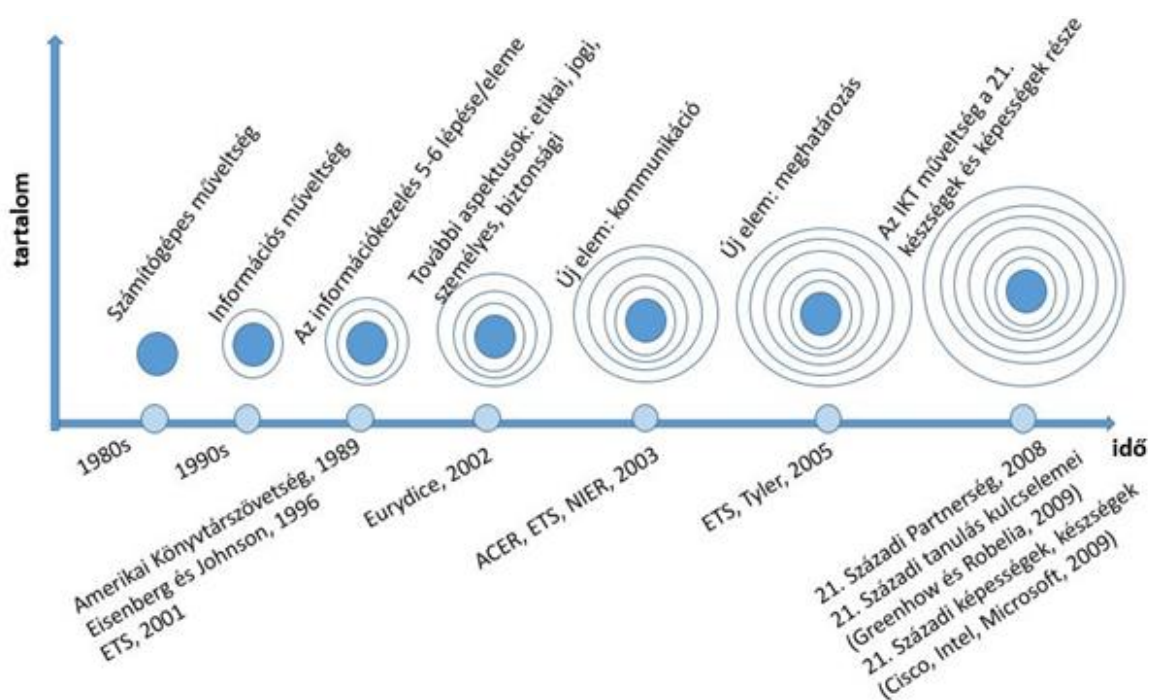 tartalom
Számítógépes műveltség
Információs műveltség
Az információkezelés 5-6 lépése/eleme
További aspektusok: etikai, jogi,
személyes, biztonsági
Új elem: kommunikáció
Új elem: meghatározás
Az IKT műveltség a 21.
készségek és képességek része
idő
1980s
1990s
Amerikai Könyvtárszövetség, 1989
Eisenberg és Johnson, 1996
ETS, 2001
Eurydice, 2002
ACER, ETS, NIER, 2003
ETS, Tyler, 2005
21. Századi Partnerség, 2008
21. Századi tanulás kulcselemei
(Greenhow és Robelia, 2009)
21. Századi képességek, készségek
(Cisco, Intel, Microsoft, 2009)